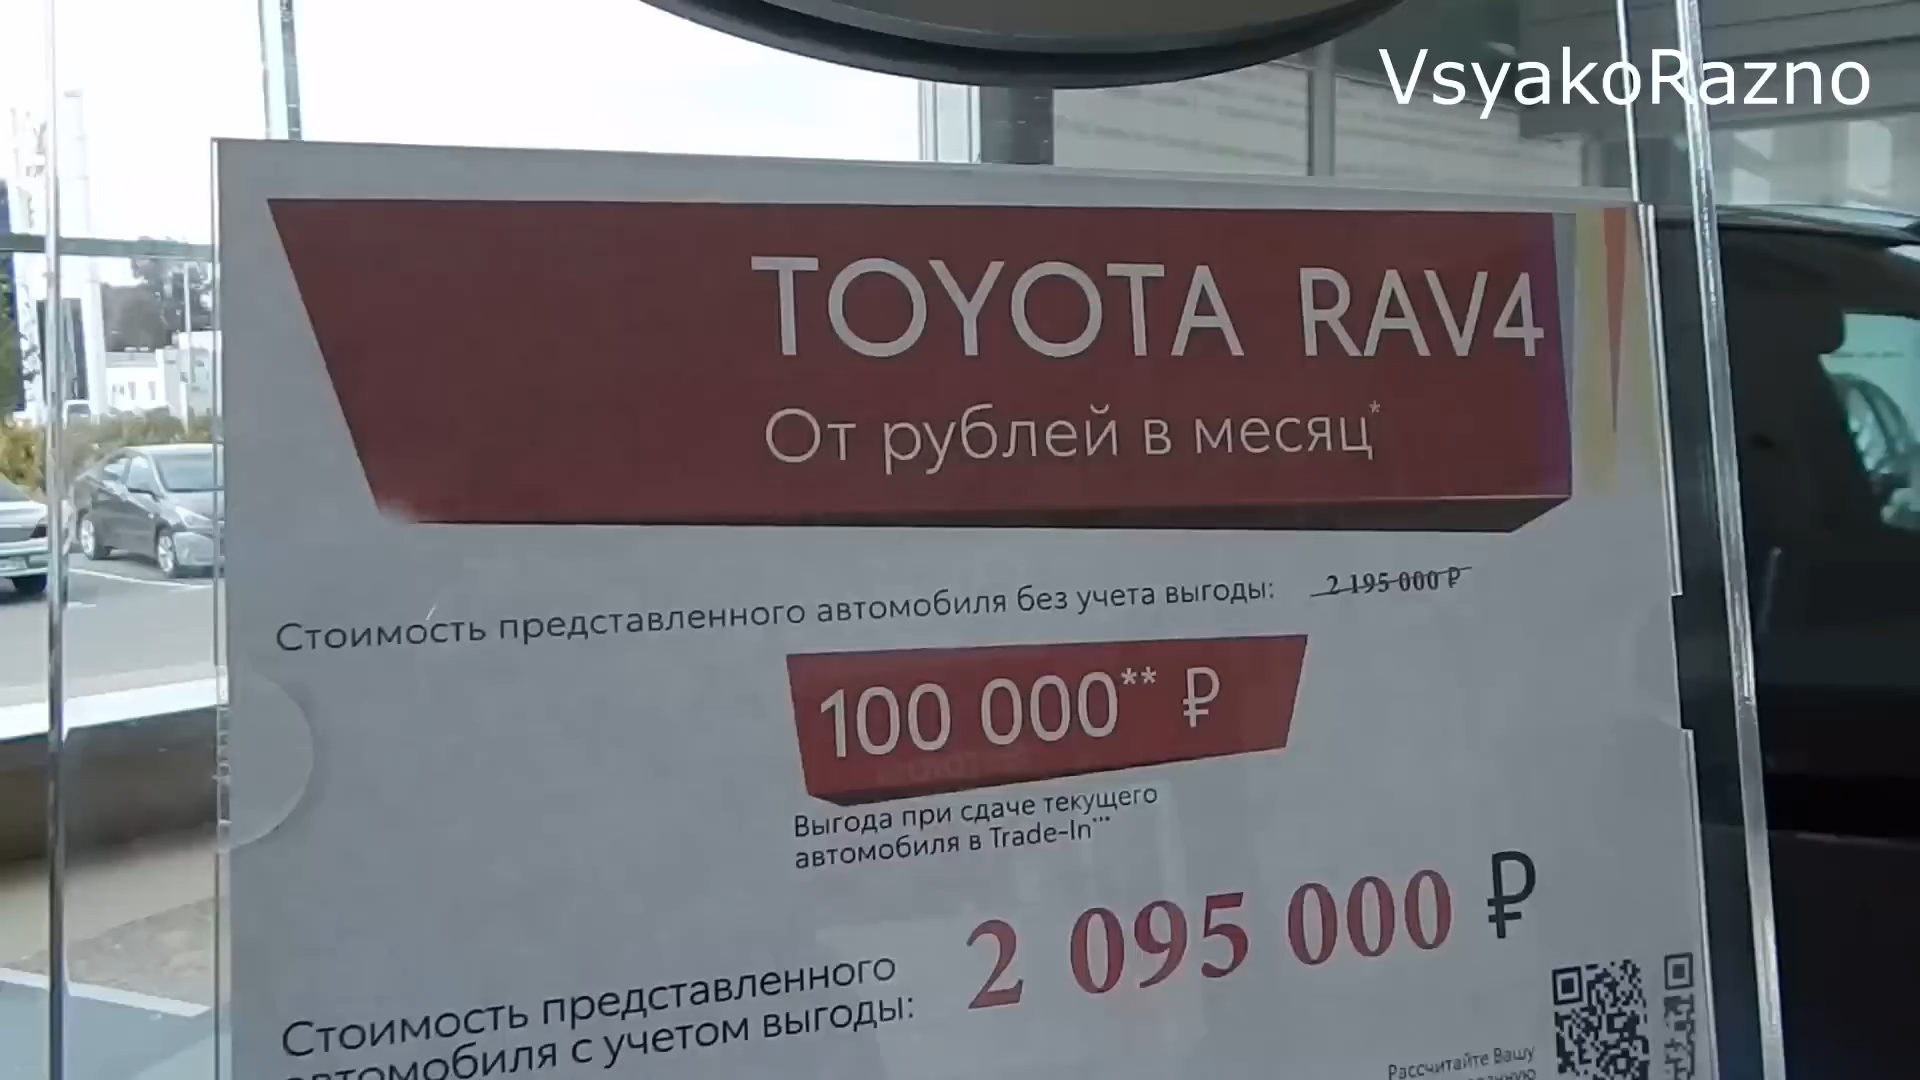 VsyakoRazno
TOYOTA RAV4
От рублей в месяц*
Стоимость представленного автомобиля без учета выгоды: 2 195 000 ₽
100 000** ₽
Выгода при сдаче текущего
автомобиля в Trade-In***
Стоимость представленного
автомобиля с учетом выгоды:
2 095 000 ₽
Рассчитайте Вашу